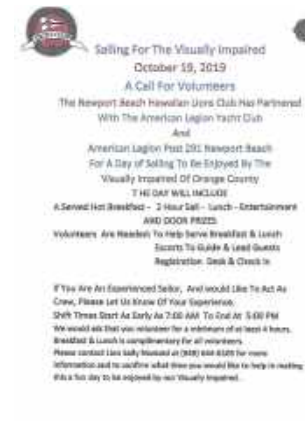 Sailing For The Visually Impaired
October 19, 2019
A Call For Volunteers
The Newport Beach Hawaiian Lions Club Has Partnered
With The American Legion Yacht Club
And
American Legion Post 291 Newport Beach
For A Day of Sailing To Be Enjoyed By The
Visually Impaired Of Orange County
T HE DAY WILL INCLUDE
A Served Hot Breakfast - 2 Hour Sail - Lunch - Entertainment
AND DOOR PRIZES
Volunteers Are Needed: To Help Serve Breakfast & Lunch
Escorts To Guide & Lead Guests
Registration Desk & Check In
If You Are An Experienced Sailor, And would Like To Act As
Crew, Please Let Us Know Of Your Experience.
Shift Times Start As Early As 7:00 AM To End At 5:00 PM
We would ask that you volunteer for a minimum of at least 4 hours.
Breakfast & Lunch is complimentary for all volunteers.
Please contact Lion Sally for more
information and to confirm what time you would like to help in making
this a fun day to be enjoyed by our Visually Impaired.